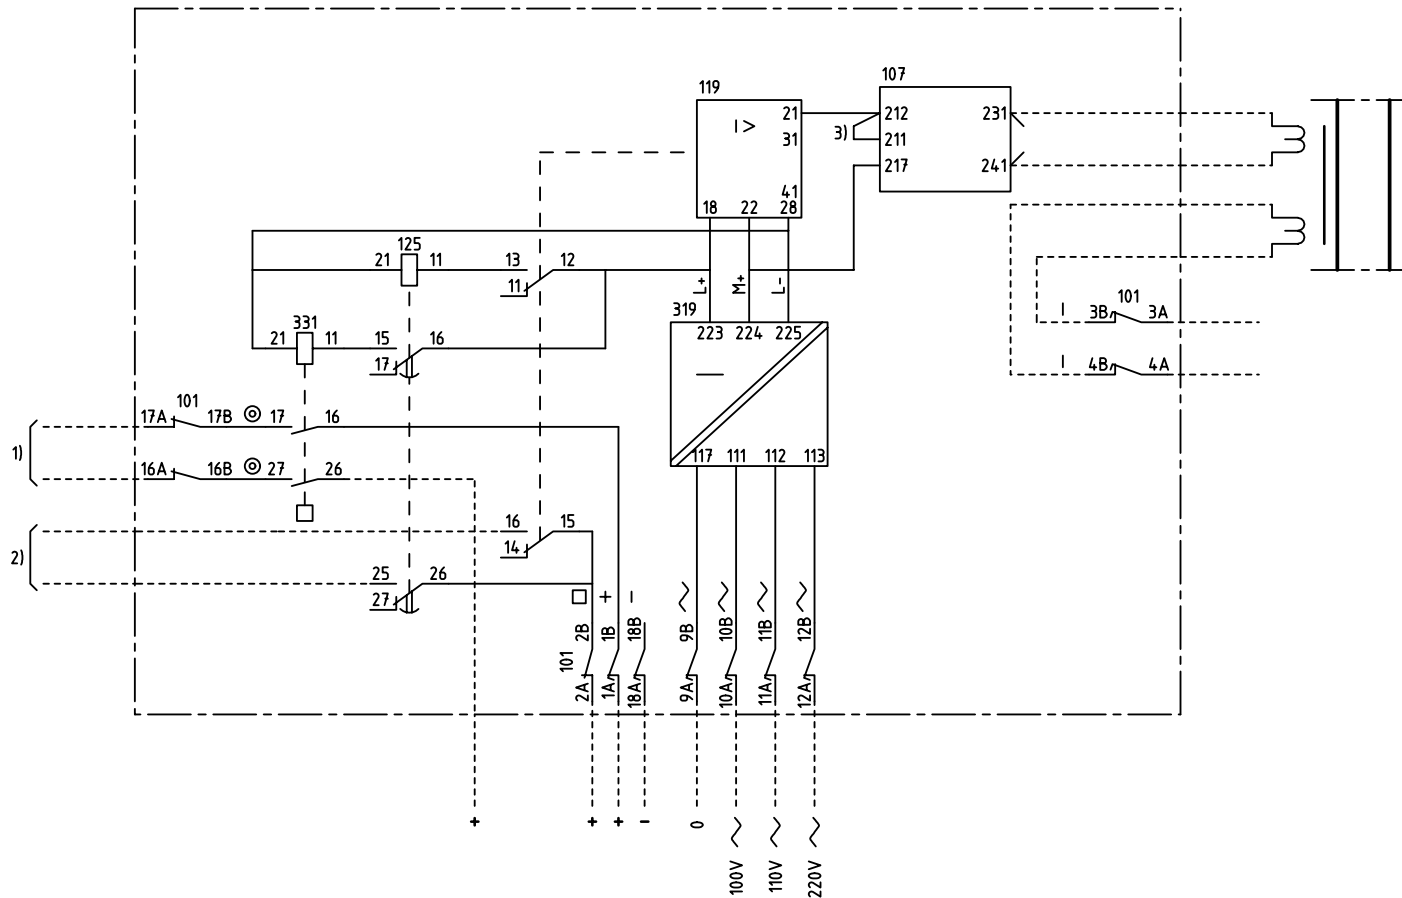 107
119
21 212 231
3) 211
31
217 241
41
18 22 28
125
21 11 13 12
11
L+ M+ L-
319
331
223 224 225
21 11 15 16
17
101
3B 3A
4B 4A
101
17A 17B 17 16
1)
16A 16B 27 26
117 111 112 113
16 15
14
2)
25 26
27
+ −
2B 1B 18B 9B 10B 11B 12B
101
2A 1A 18A 9A 10A 11A 12A
+ + + − 0
100V 110V 220V